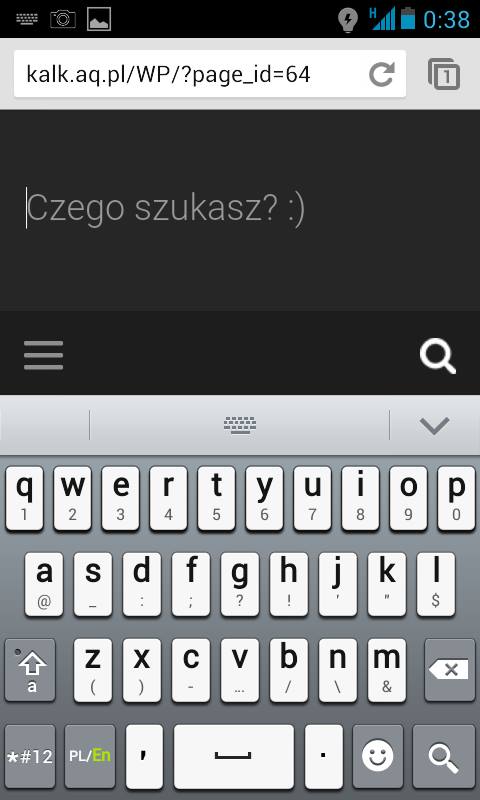 H 0:38
kalk.aq.pl/WP/?page_id=64 1
Czego szukasz? :)
q w e r t y u i o p
1 2 3 4 5 6 7 8 9 0
a s d f g h j k l
@ _ : ; ? ! ' " $
z x c v b n m
a ( ) - ... / \ &
*#12 PL/En , .